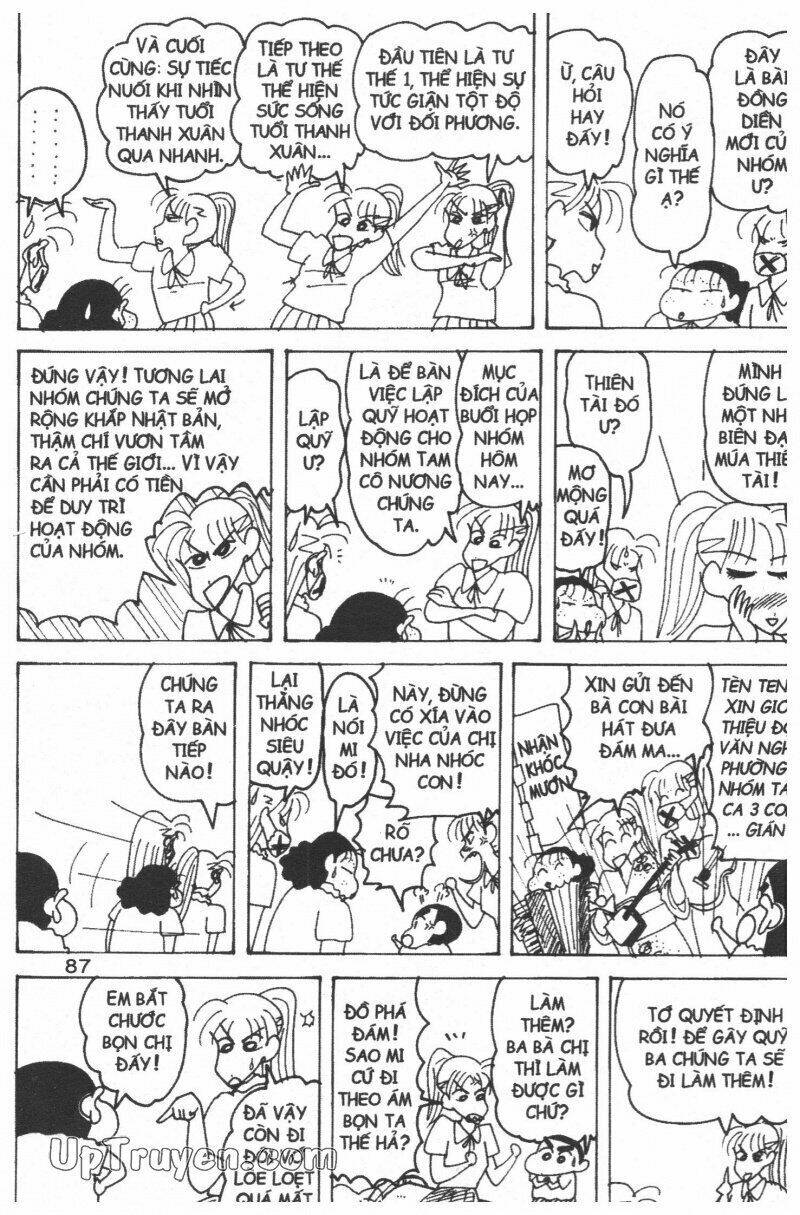 ĐÂY
LÀ BÀI
ĐỒNG
DIỄN
MỚI CỦ
NHÓM
Ư?
NÓ
CÓ Ý
NGHĨA
GÌ THẾ
Ạ?
Ừ, CÂU
HỎI
HAY
ĐẤY!
ĐẦU TIÊN LÀ TƯ
THẾ 1, THỂ HIỆN SỰ
TỨC GIẬN TỘT ĐỘ
VỚI ĐỐI PHƯƠNG.
TIẾP THEO
LÀ TƯ THẾ
THỂ HIỆN
SỨC SỐNG
TUỔI THANH
XUÂN...
VÀ CUỐI
CÙNG: SỰ TIẾC
NUỐI KHI NHÌN
THẤY TUỔI
THANH XUÂN
QUA NHANH.
MÌNH
ĐÚNG L
MỘT NH
BIÊN ĐẠ
MÚA THIÊ
TÀI!
THIÊN
TÀI ĐÓ
Ư?
MƠ
MỘNG
QUÁ
ĐẤY!
MỤC
ĐÍCH CỦA
BUỔI HỌP
NHÓM
HÔM
NAY...
LÀ ĐỂ BÀN
VIỆC LẬP
QUỸ HOẠT
ĐỘNG CHO
NHÓM TAM
CÔ NƯƠNG
CHÚNG
TA.
LẬP
QUỸ
Ư?
ĐÚNG VẬY! TƯƠNG LAI
NHÓM CHÚNG TA SẼ MỞ
RỘNG KHẮP NHẬT BẢN,
THẬM CHÍ VƯƠN TẦM
RA CẢ THẾ GIỚI... VÌ VẬY
CẦN PHẢI CÓ TIỀN
ĐỂ DUY TRÌ
HOẠT ĐỘNG
CỦA NHÓM.
TÈN TEN
XIN GIỚ
THIỆU ĐỘ
VĂN NGH
PHƯỜNG
NHÓM TA
CA 3 CO
... GIÁN
XIN GỬI ĐẾN
BÀ CON BÀI
HÁT ĐƯA
ĐÁM MA...
NHẬN
KHÓC
MƯỚN
NÀY, ĐỪNG
CÓ XÍA VÀO
VIỆC CỦA CHỊ
NHA NHÓC
CON!
RÕ
CHƯA?
LÀ
NÓI
MI
ĐÓ!
LẠI
THẰNG
NHÓC
SIÊU
QUẬY!
CHÚNG
TA RA
ĐÂY BÀN
TIẾP
NÀO!
87
TỚ QUYẾT ĐỊNH
RỒI! ĐỂ GÂY QUỸ
BA CHÚNG TA SẼ
ĐI LÀM THÊM!
LÀM
THÊM?
BA BÀ CHỊ
THÌ LÀM
ĐƯỢC GÌ
CHỨ?
ĐỒ PHÁ
ĐÁM!
SAO MI
CỨ ĐI
THEO ÁM
BỌN TA
THẾ HẢ?
EM BẮT
CHƯỚC
BỌN CHỊ
ĐẤY!
ĐÃ VẬY
CÒN ĐI
LÒE LOẸT
QUÁ MẶT
UpTruyen.com